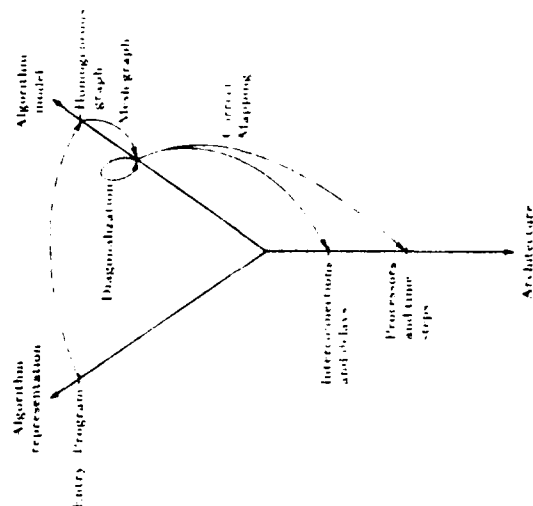 Algorithm
representation
Entry Program
Algorithm
model
Homogeneous
graph
Mesh graph
Diagonalization
Correct
Mapping
Interconnections
and delays
Processors
and time
steps
Architecture